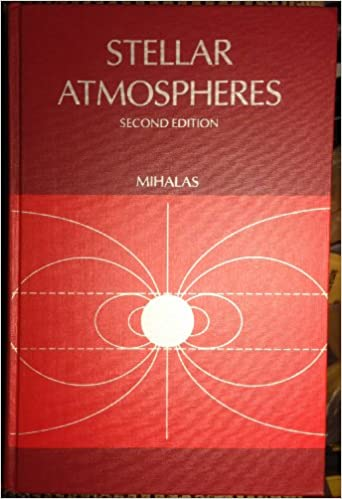 STELLAR
ATMOSPHERES
SECOND EDITION
MIHALAS